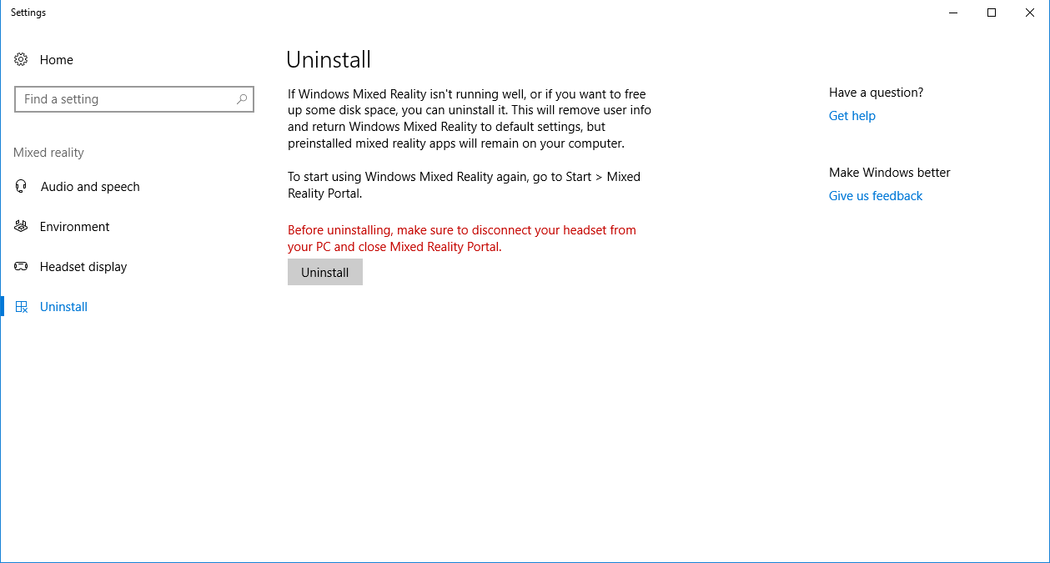 Settings
Home
Find a setting
Mixed reality
Audio and speech
Environment
Headset display
Uninstall
Uninstall
If Windows Mixed Reality isn't running well, or if you want to free
up some disk space, you can uninstall it. This will remove user info
and return Windows Mixed Reality to default settings, but
preinstalled mixed reality apps will remain on your computer.
To start using Windows Mixed Reality again, go to Start > Mixed
Reality Portal.
Before uninstalling, make sure to disconnect your headset from
your PC and close Mixed Reality Portal.
Uninstall
Have a question?
Get help
Make Windows better
Give us feedback